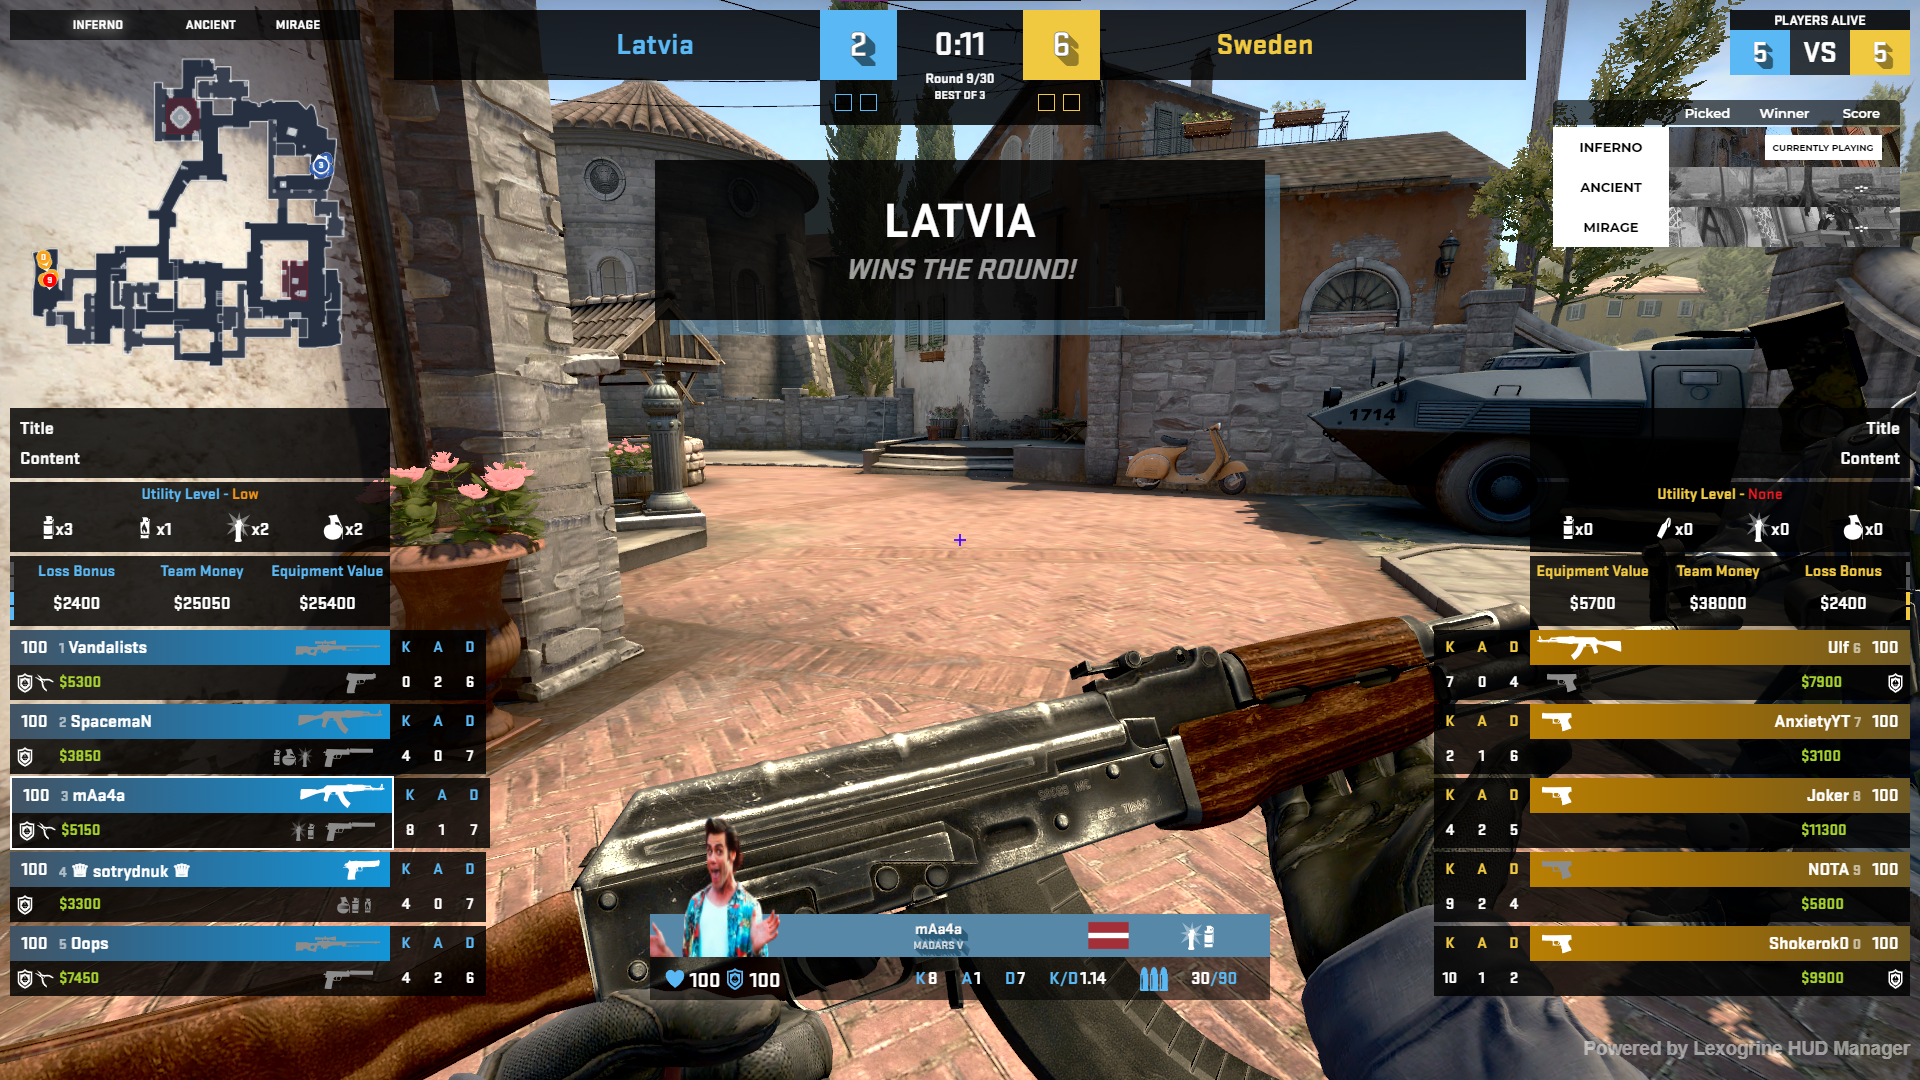 INFERNO ANCIENT MIRAGE
Latvia 2 0:11 6 Sweden
Round 9/30
BEST OF 3
PLAYERS ALIVE
5 VS 5
Picked Winner Score
INFERNO CURRENTLY PLAYING
ANCIENT -:-
MIRAGE -:-
LATVIA
WINS THE ROUND!
3
0
9
1714
Title
Content
Utility Level - Low
x3 x1 x2 x2
Loss Bonus Team Money Equipment Value
$2400 $25050 $25400
100 1 Vandalists K A D
$5300 0 2 6
100 2 SpacemaN K A D
$3850 4 0 7
100 3 mAa4a K A D
$5150 8 1 7
100 4 ♛ sotrydnuk ♛ K A D
$3300 4 0 7
100 5 Oops K A D
$7450 4 2 6
Title
Content
Utility Level - None
x0 x0 x0 x0
Equipment Value Team Money Loss Bonus
$5700 $38000 $2400
K A D Ulf 6 100
7 0 4 $7900
K A D AnxietyYT 7 100
2 1 6 $3100
K A D Joker 8 100
4 2 5 $11300
K A D NOTA 9 100
9 2 4 $5800
K A D Shokerok0 0 100
10 1 2 $9900
mAa4a
MADARS V
100 100 K 8 A 1 D 7 K/D 1.14 30/90
Powered by Lexogrine HUD Manager